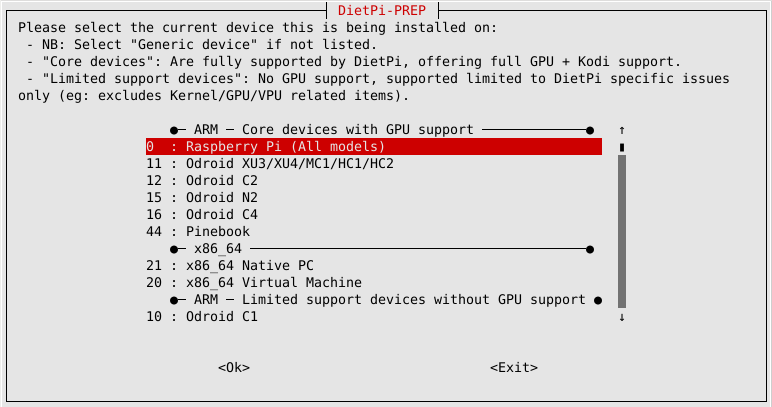 DietPi-PREP
Please select the current device this is being installed on:
- NB: Select "Generic device" if not listed.
- "Core devices": Are fully supported by DietPi, offering full GPU + Kodi support.
- "Limited support devices": No GPU support, supported limited to DietPi specific issues
only (eg: excludes Kernel/GPU/VPU related items).
●─ ARM ─ Core devices with GPU support ─────────────● ↑
0 : Raspberry Pi (All models)
11 : Odroid XU3/XU4/MC1/HC1/HC2
12 : Odroid C2
15 : Odroid N2
16 : Odroid C4
44 : Pinebook
●─ x86_64 ──────────────────────────────────────────●
21 : x86_64 Native PC
20 : x86_64 Virtual Machine
●─ ARM ─ Limited support devices without GPU support ●
10 : Odroid C1 ↓
<Ok> <Exit>